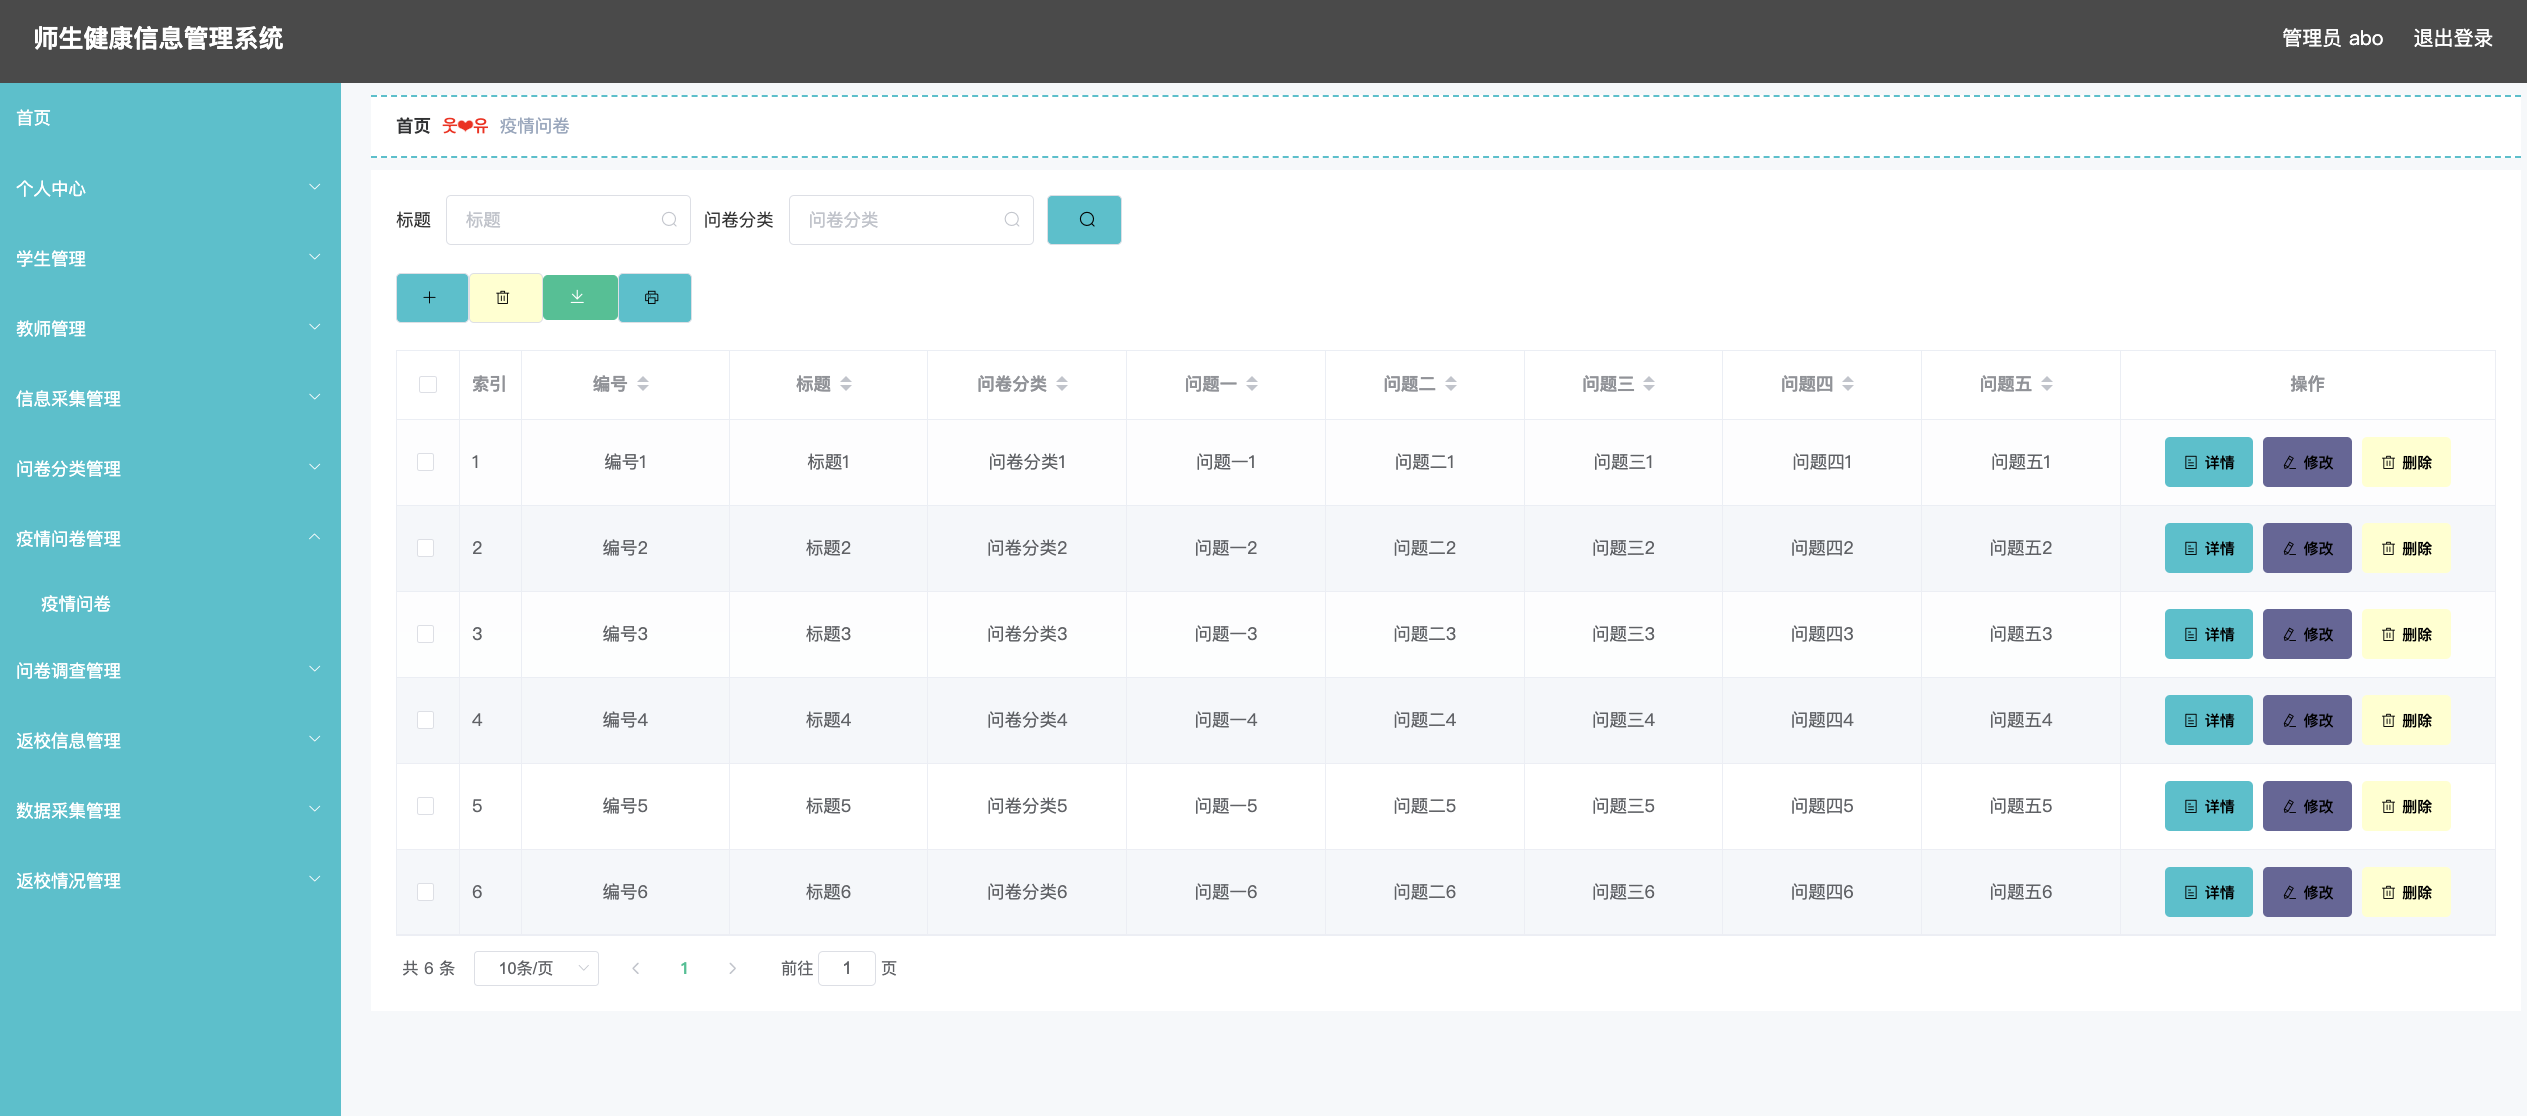 师生健康信息管理系统
管理员 abo 退出登录
首页
个人中心
学生管理
教师管理
信息采集管理
问卷分类管理
疫情问卷管理
疫情问卷
问卷调查管理
返校信息管理
数据采集管理
返校情况管理
首页 웃❤유 疫情问卷
标题 标题 问卷分类 问卷分类
索引 编号 标题 问卷分类 问题一 问题二 问题三 问题四 问题五 操作
1 编号1 标题1 问卷分类1 问题一1 问题二1 问题三1 问题四1 问题五1 详情 修改 删除
2 编号2 标题2 问卷分类2 问题一2 问题二2 问题三2 问题四2 问题五2 详情 修改 删除
3 编号3 标题3 问卷分类3 问题一3 问题二3 问题三3 问题四3 问题五3 详情 修改 删除
4 编号4 标题4 问卷分类4 问题一4 问题二4 问题三4 问题四4 问题五4 详情 修改 删除
5 编号5 标题5 问卷分类5 问题一5 问题二5 问题三5 问题四5 问题五5 详情 修改 删除
6 编号6 标题6 问卷分类6 问题一6 问题二6 问题三6 问题四6 问题五6 详情 修改 删除
共 6 条 10条/页 1 前往 1 页